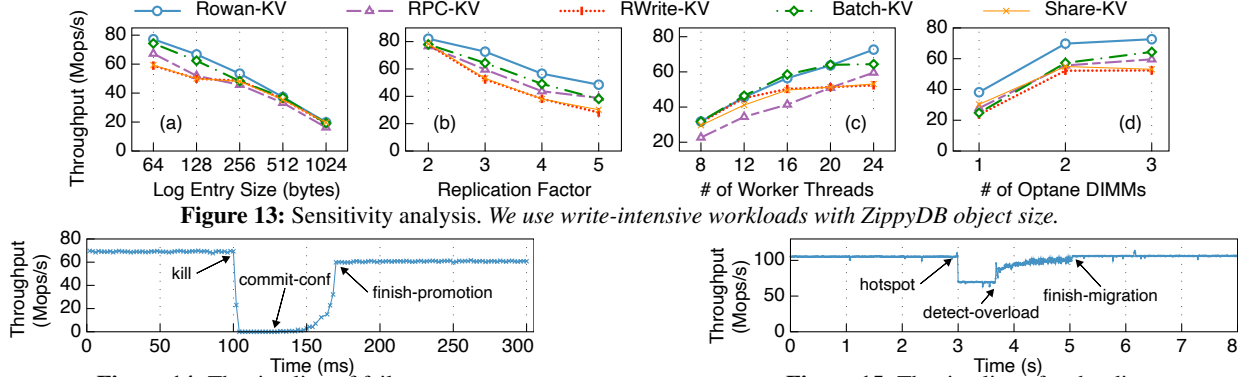 Rowan-KV RPC-KV RWrite-KV Batch-KV Share-KV
Throughput (Mops/s)
80
60
40
20
0
(a)
64 128 256 512 1024
Log Entry Size (bytes)
80
60
40
20
0
(b)
2 3 4 5
Replication Factor
80
60
40
20
(c)
8 12 16 20 24
# of Worker Threads
80
60
40
20
0
(d)
1 2 3
# of Optane DIMMs
Figure 13: Sensitivity analysis. We use write-intensive workloads with ZippyDB object size.
Throughput
(Mops/s)
80
60
40
20
0
kill
commit-conf
finish-promotion
0 50 100 150 200 250 300
Time (ms)
Throughput
(Mops/s)
100
50
0
hotspot
detect-overload
finish-migration
0 1 2 3 4 5 6 7 8
Time (s)